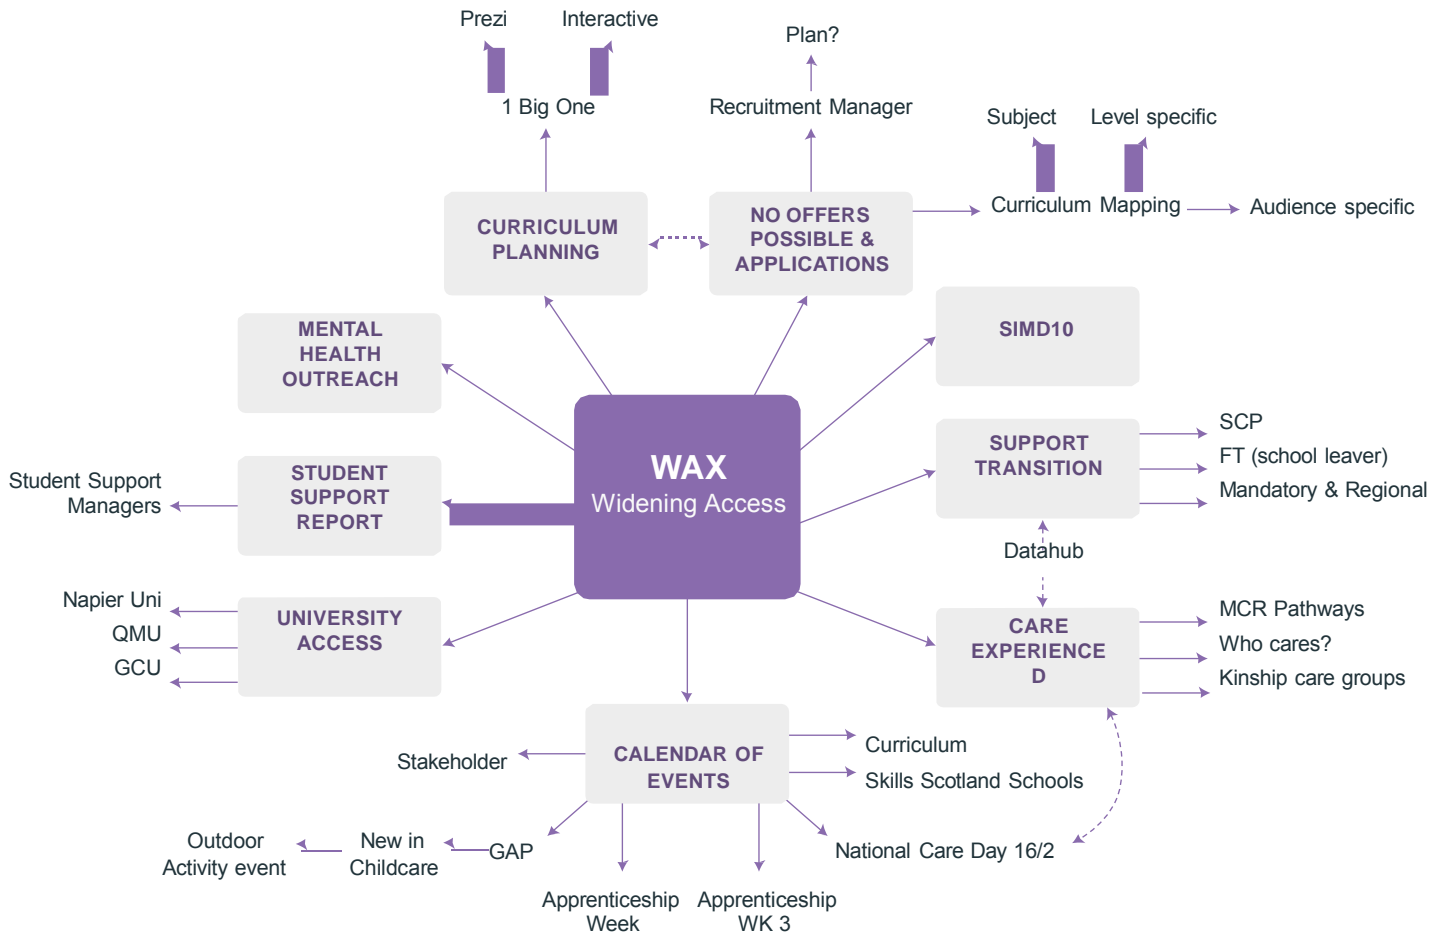 Prezi
Interactive
Plan?
1 Big One
Recruitment Manager
Subject
Level specific
CURRICULUM
PLANNING
NO OFFERS
POSSIBLE &
APPLICATIONS
Curriculum Mapping
Audience specific
MENTAL
HEALTH
OUTREACH
SIMD10
WAX
Widening Access
SUPPORT
TRANSITION
SCP
FT (school leaver)
Mandatory & Regional
Student Support
Managers
STUDENT
SUPPORT
REPORT
Datahub
Napier Uni
QMU
GCU
UNIVERSITY
ACCESS
CARE
EXPERIENCE
D
MCR Pathways
Who cares?
Kinship care groups
Stakeholder
CALENDAR OF
EVENTS
Curriculum
Skills Scotland Schools
Outdoor
Activity event
New in
Childcare
GAP
National Care Day 16/2
Apprenticeship
Week
Apprenticeship
WK 3